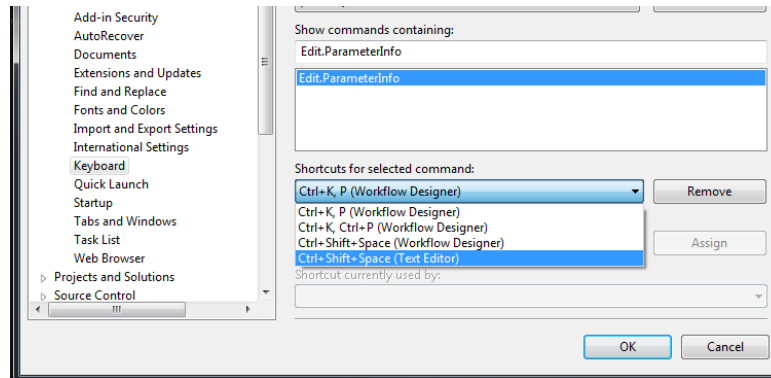 Add-in Security
AutoRecover
Documents
Extensions and Updates
Find and Replace
Fonts and Colors
Import and Export Settings
International Settings
Keyboard
Quick Launch
Startup
Tabs and Windows
Task List
Web Browser
Projects and Solutions
Source Control
Show commands containing:
Edit.ParameterInfo
Edit.ParameterInfo
Shortcuts for selected command:
Ctrl+K, P (Workflow Designer)
Remove
Ctrl+K, P (Workflow Designer)
Ctrl+K, Ctrl+P (Workflow Designer)
Ctrl+Shift+Space (Workflow Designer)
Ctrl+Shift+Space (Text Editor)
Assign
Shortcut currently used by:
OK
Cancel